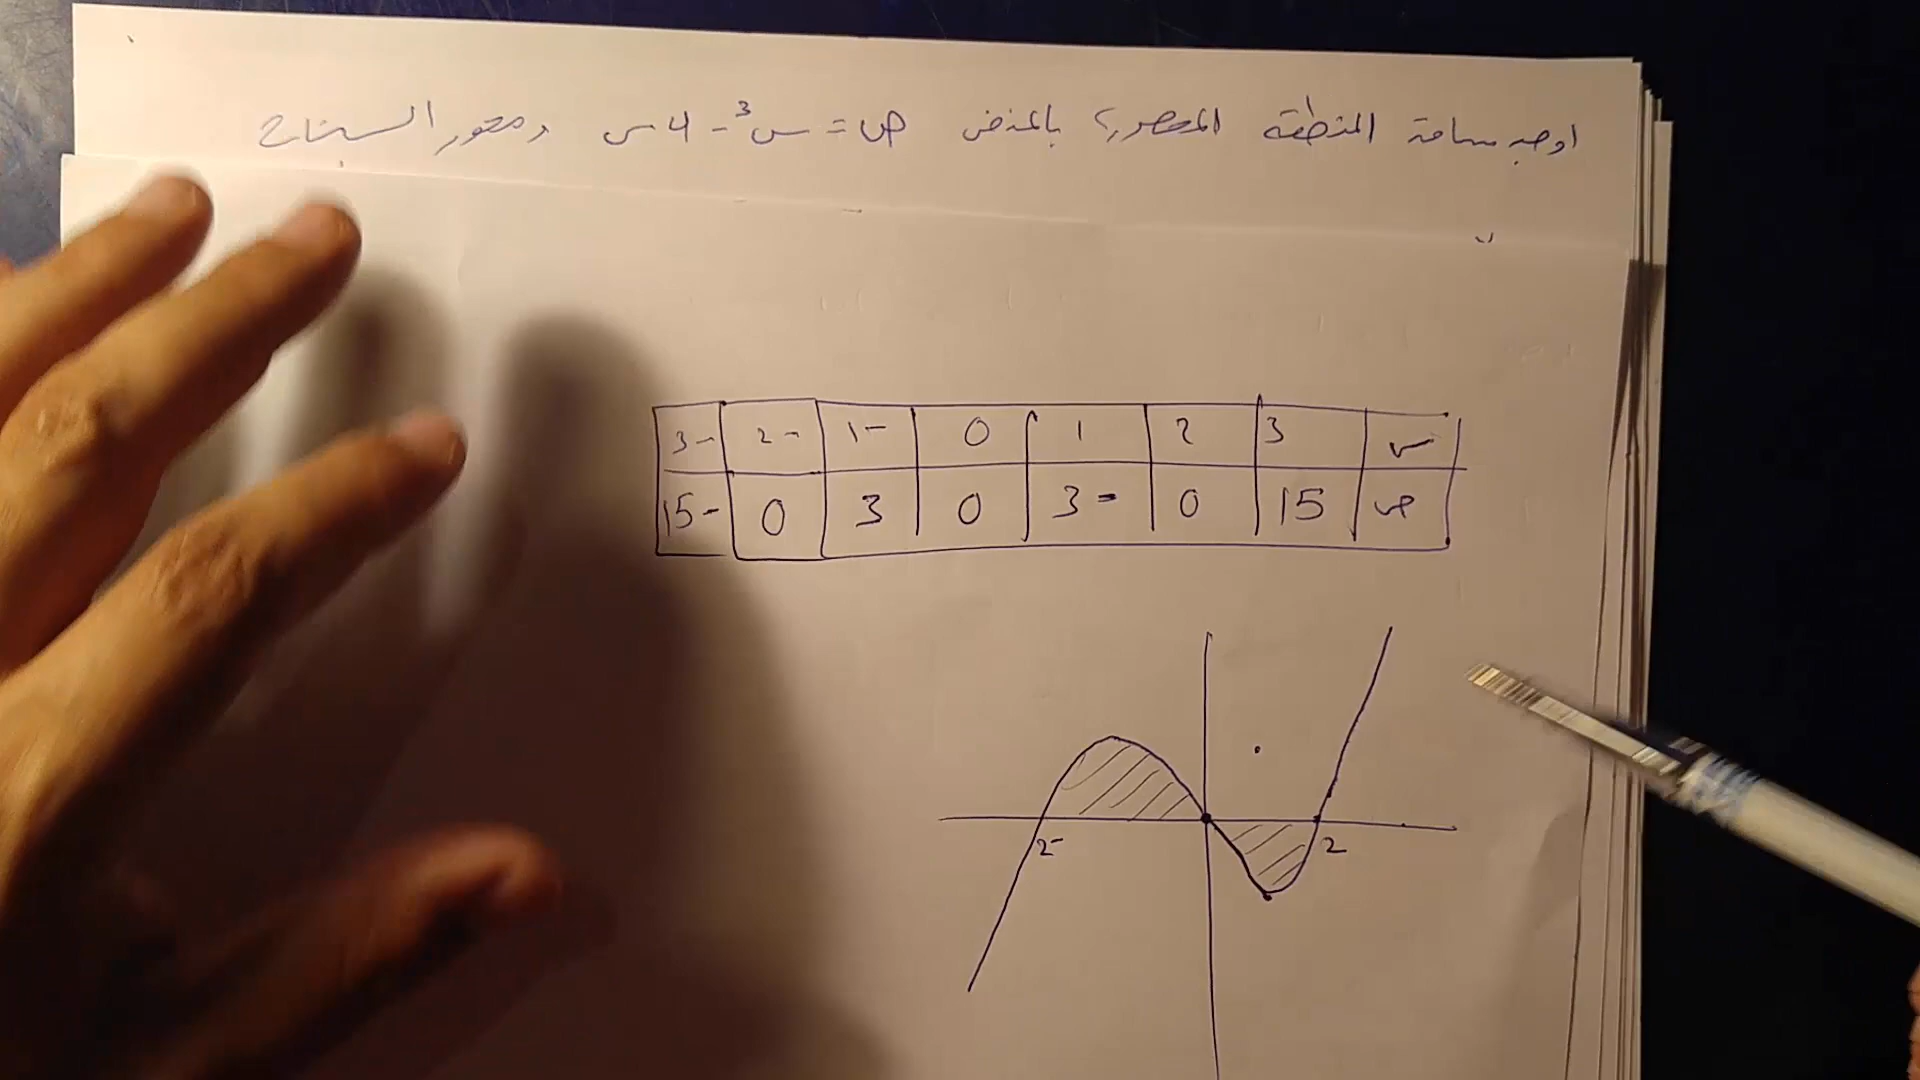 اوجد مساحة المنطقة المحصورة بالمنحنى ص = س³ - 4س ومحور السينات
س 3 2 1 0 1- 2- 3-
ص 15 0 3- 0 3 0 15-
2- 2